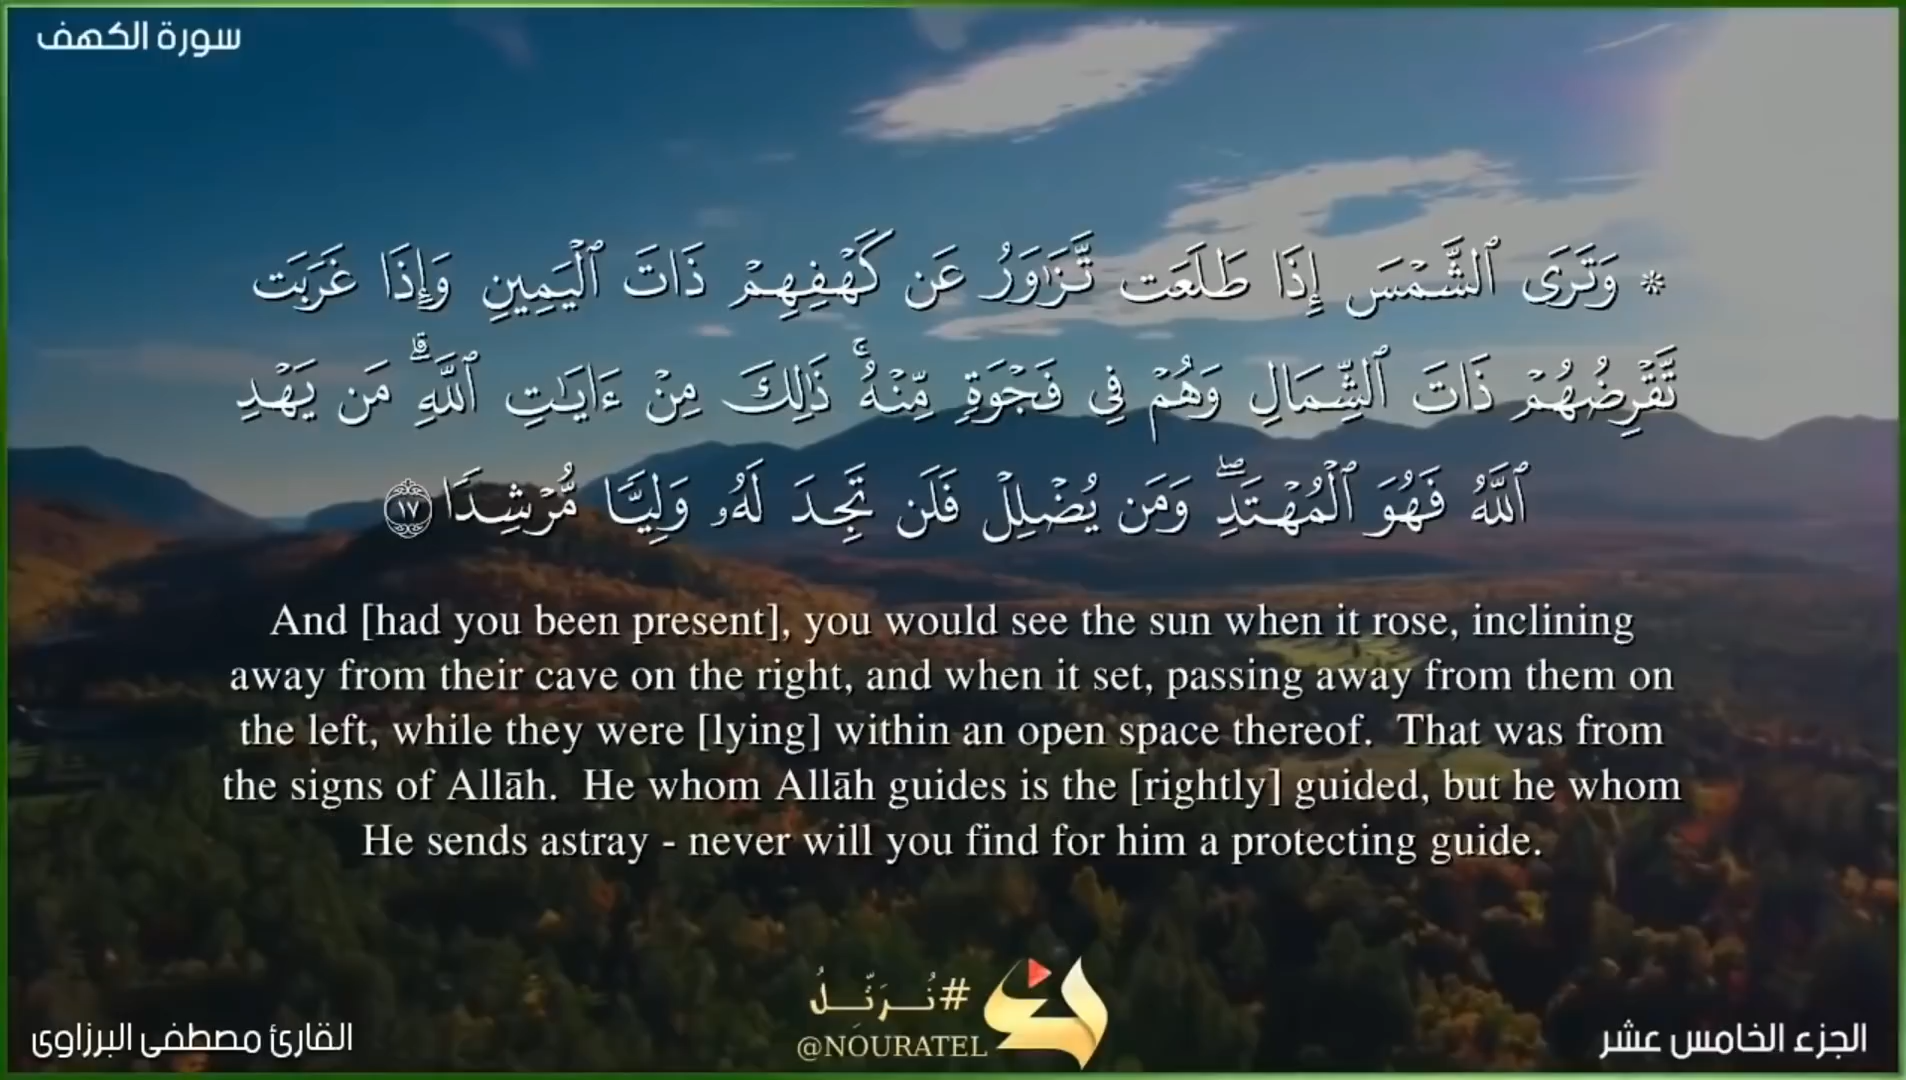 سورة الكهف
* وَتَرَى ٱلشَّمْسَ إِذَا طَلَعَت تَّزَٰوَرُ عَن كَهْفِهِمْ ذَاتَ ٱلْيَمِينِ وَإِذَا غَرَبَت
تَّقْرِضُهُمْ ذَاتَ ٱلشِّمَالِ وَهُمْ فِى فَجْوَةٍ مِّنْهُ ۚ ذَٰلِكَ مِنْ ءَايَـٰتِ ٱللَّهِ ۗ مَن يَهْدِ
ٱللَّهُ فَهُوَ ٱلْمُهْتَدِ ۖ وَمَن يُضْلِلْ فَلَن تَجِدَ لَهُۥ وَلِيًّا مُّرْشِدًا ١٧
And [had you been present], you would see the sun when it rose, inclining
away from their cave on the right, and when it set, passing away from them on
the left, while they were [lying] within an open space thereof.  That was from
the signs of Allāh.  He whom Allāh guides is the [rightly] guided, but he whom
He sends astray - never will you find for him a protecting guide.
#نُرَتِّلُ
@NOURATEL
القارئ مصطفى البرزاوى
الجزء الخامس عشر